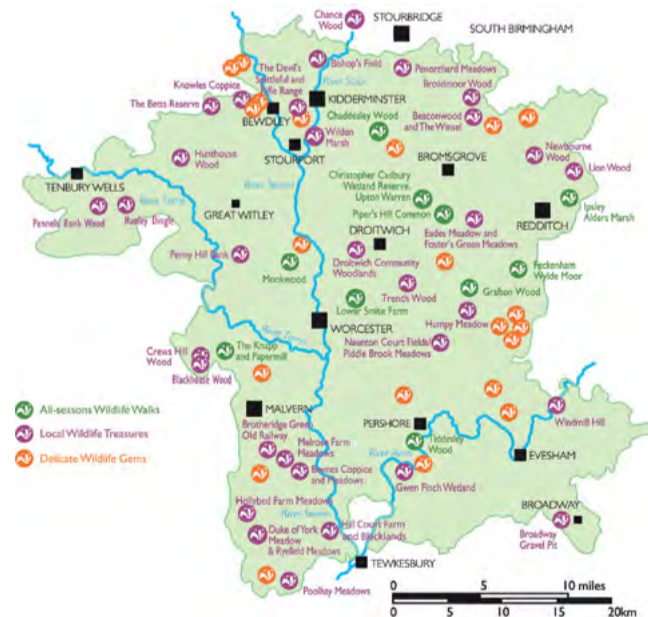 Chance
Wood
STOURBRIDGE
SOUTH BIRMINGHAM
The Devil's
Spittleful and
Rifle Range
Bishop's Field
River Stour
Penorchard Meadows
Broadmoor Wood
Knowles Coppice
The Betts Reserve
KIDDERMINSTER
Chaddesley Wood
Beaconwood
and The Winsel
BEWDLEY
Wilden
Marsh
STOURPORT
Hunthouse
Wood
BROMSGROVE
Newbourne
Wood
Lion Wood
TENBURY WELLS
River Teme
River Severn
Christopher Cadbury
Wetland Reserve,
Upton Warren
Ipsley
Alders Marsh
Pennels Bank Wood
GREAT WITLEY
Piper's Hill Common
REDDITCH
DROITWICH
Eades Meadow and
Foster's Green Meadows
Penny Hill Bank
Monkwood
Droitwich Community
Woodlands
Feckenham
Wylde Moor
Trench Wood
Grafton Wood
Lower Smite Farm
Humpy Meadow
WORCESTER
River Teme
Naunton Court Fields/
Piddle Brook Meadows
Crews Hill
Wood
The Knapp
and Papermill
Blackhouse Wood
All-seasons Wildlife Walks
Local Wildlife Treasures
Delicate Wildlife Gems
MALVERN
Brotheridge Green
Old Railway
Melrose Farm
Meadows
PERSHORE
Tiddesley
Wood
Windmill Hill
EVESHAM
Boynes Coppice
and Meadows
River Avon
Gwen Finch Wetland
Hollybed Farm Meadows
River Severn
Duke of York
Meadow
& Ryefield Meadows
Hill Court Farm
and Blacklands
BROADWAY
Broadway
Gravel Pit
TEWKESBURY
Poolhay Meadows
0 5 10 miles
0 5 10 15 20km